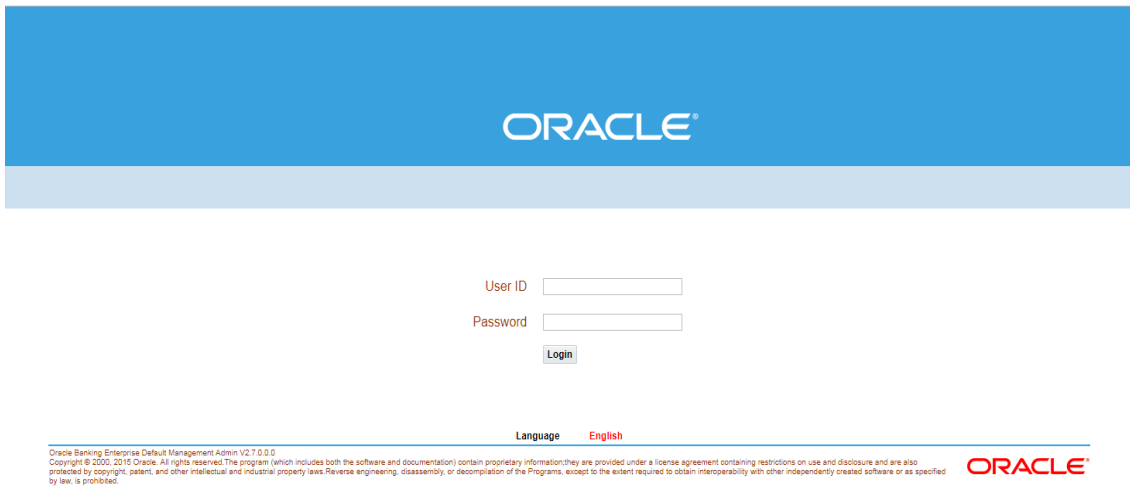 ORACLE®
User ID
Password
Login
Language English
Oracle Banking Enterprise Default Management Admin V2.7.0.0.0
Copyright © 2000, 2015 Oracle. All rights reserved.The program (which includes both the software and documentation) contain proprietary information;they are provided under a license agreement containing restrictions on use and disclosure and are also
protected by copyright, patent, and other intellectual and industrial property laws.Reverse engineering, disassembly, or decompilation of the Programs, except to the extent required to obtain interoperability with other independently created software or as specified
by law, is prohibited.
ORACLE®